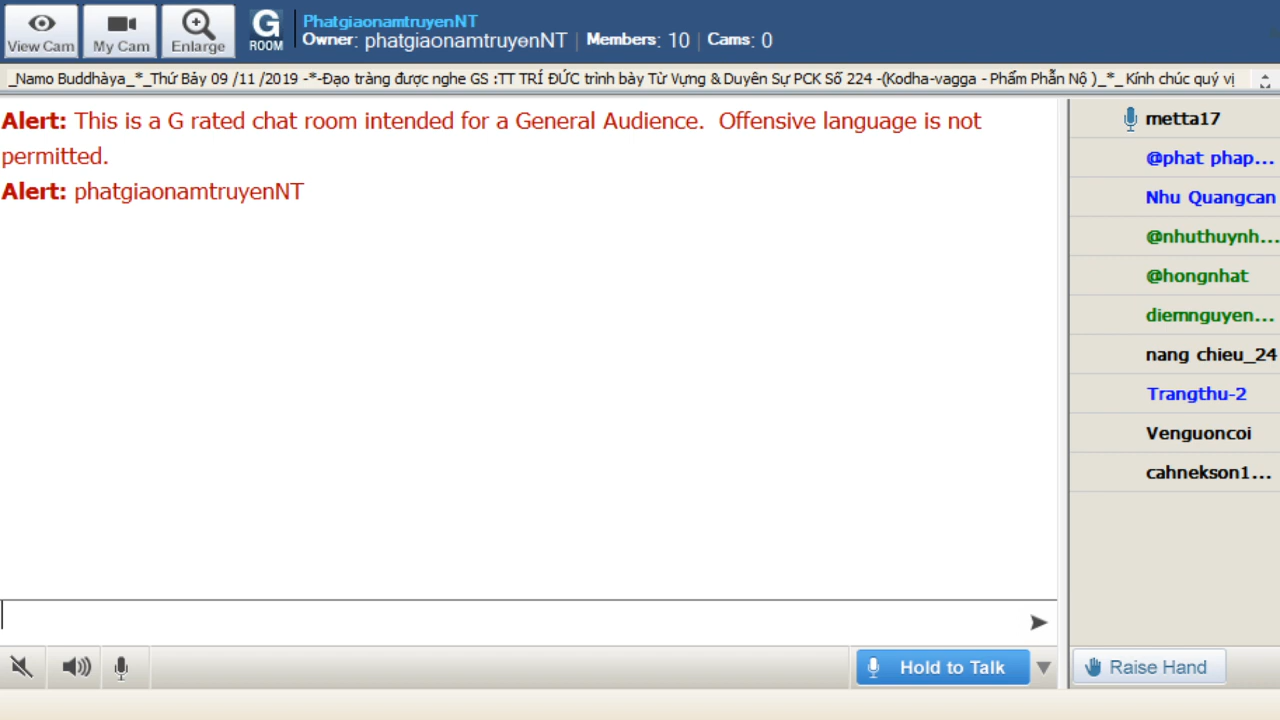 View Cam
My Cam
Enlarge
G
ROOM
PhatgiaonamtruyenNT
Owner: phatgiaonamtruyenNT | Members: 10 | Cams: 0
_Namo Buddhàya_*_Thứ Bảy 09 /11 /2019 -*-Đạo tràng được nghe GS :TT TRÍ ĐỨC trình bày Từ Vựng & Duyên Sự PCK Số 224 -(Kodha-vagga - Phẩm Phẫn Nộ )_*_ Kính chúc quý vị
Alert: This is a G rated chat room intended for a General Audience. Offensive language is not
permitted.
Alert: phatgiaonamtruyenNT
metta17
@phat phap...
Nhu Quangcan
@nhuthuynh...
@hongnhat
diemnguyen...
nang chieu_24
Trangthu-2
Venguoncoi
cahnekson1...
Hold to Talk
Raise Hand